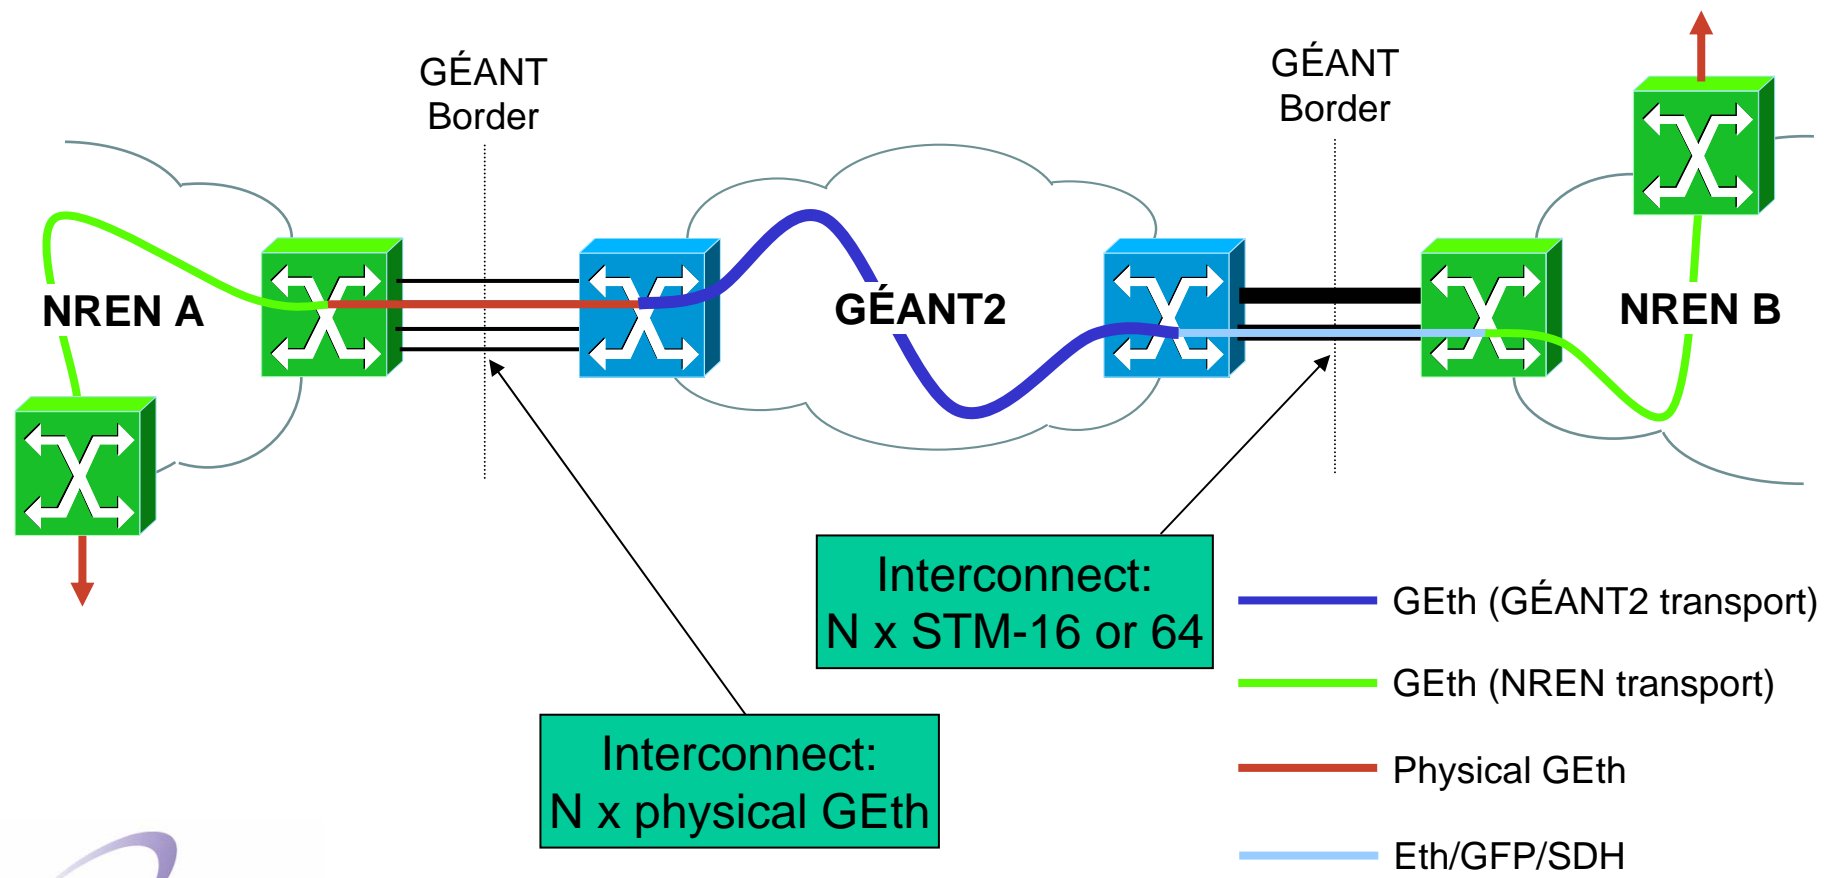 GÉANT
Border
GÉANT
Border
NREN A
GÉANT2
NREN B
Interconnect:
N x STM-16 or 64
Interconnect:
N x physical GEth
GEth (GÉANT2 transport)
GEth (NREN transport)
Physical GEth
Eth/GFP/SDH